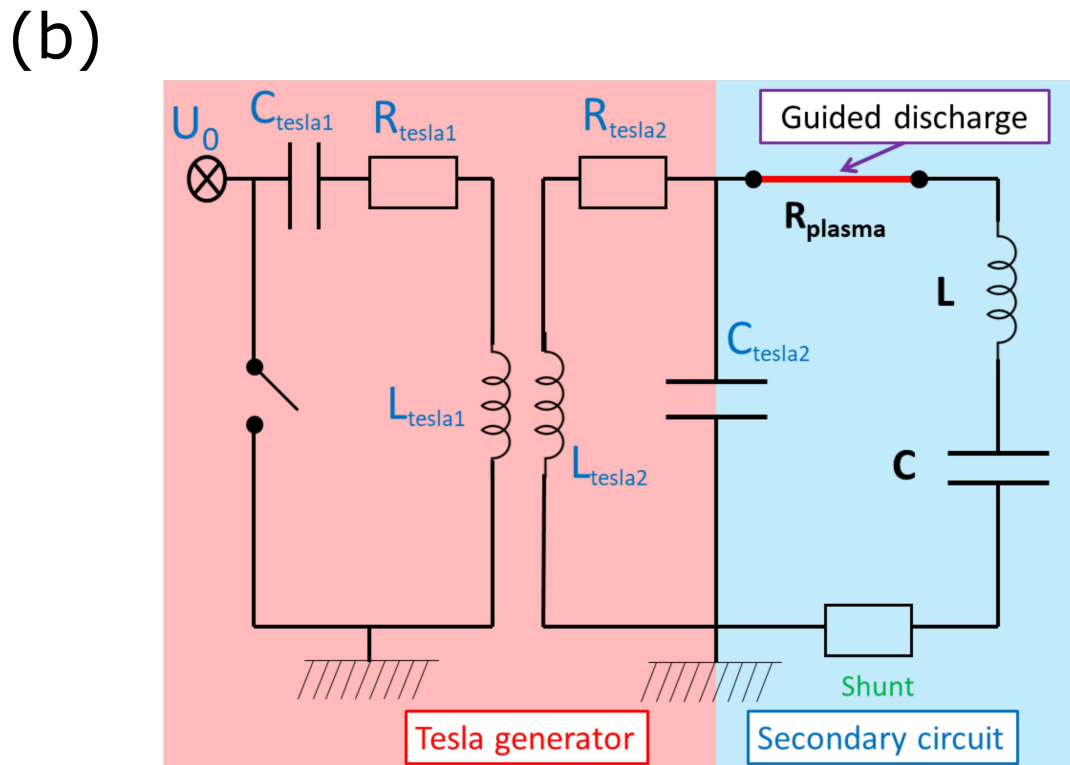 (b)
U0
Ctesla1
Rtesla1
Rtesla2
Guided discharge
Rplasma
L
Ctesla2
Ltesla1
Ltesla2
C
Shunt
Tesla generator
Secondary circuit